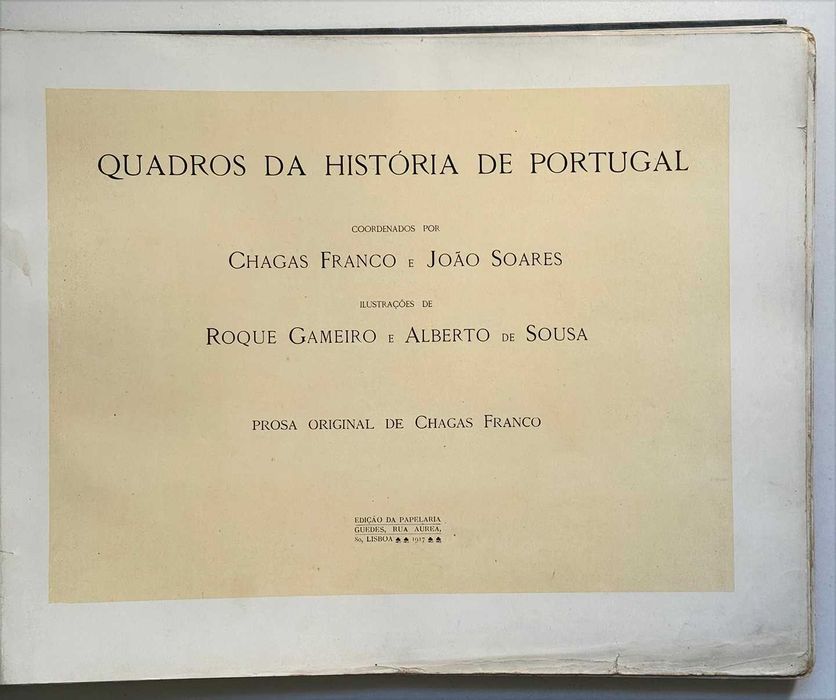 QUADROS DA HISTÓRIA DE PORTUGAL
COORDENADOS POR
CHAGAS FRANCO E JOÃO SOARES
ILUSTRAÇÕES DE
ROQUE GAMEIRO E ALBERTO DE SOUSA
PROSA ORIGINAL DE CHAGAS FRANCO
EDIÇÃO DA PAPELARIA
GUEDES, RUA AUREA,
80, LISBOA 1917